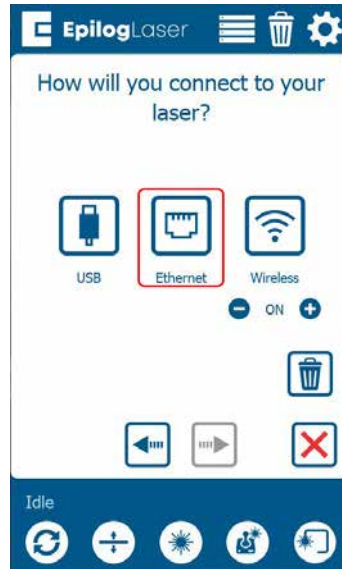 EpilogLaser
How will you connect to your
laser?
USB Ethernet Wireless
ON
Idle